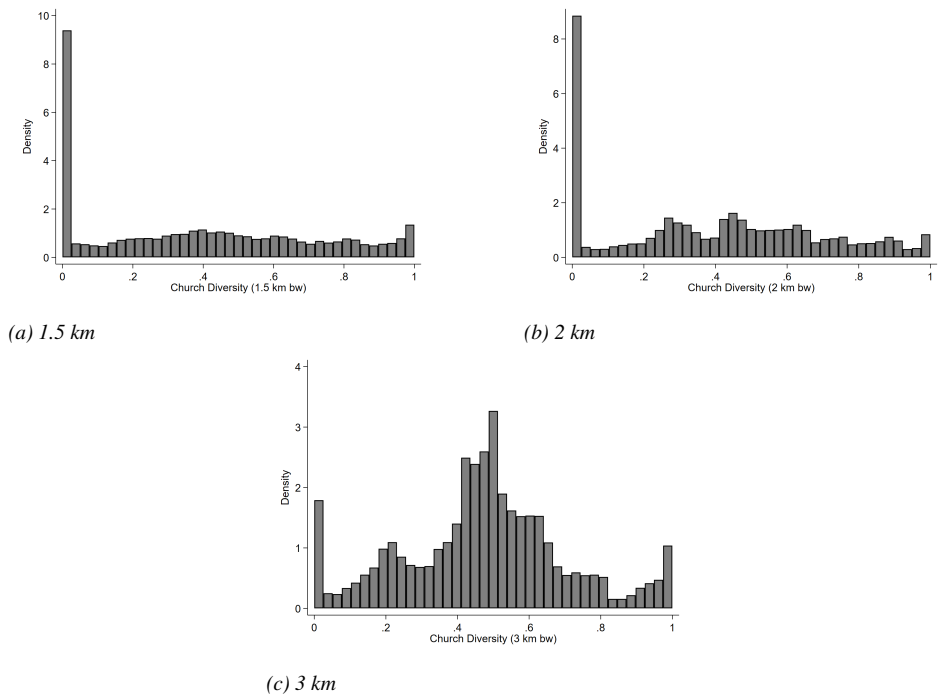 10
8
6
4
2
0
Density
0 .2 .4 .6 .8 1
Church Diversity (1.5 km bw)
(a) 1.5 km
8
6
4
2
0
Density
0 .2 .4 .6 .8 1
Church Diversity (2 km bw)
(b) 2 km
4
3
2
1
0
Density
0 .2 .4 .6 .8 1
Church Diversity (3 km bw)
(c) 3 km